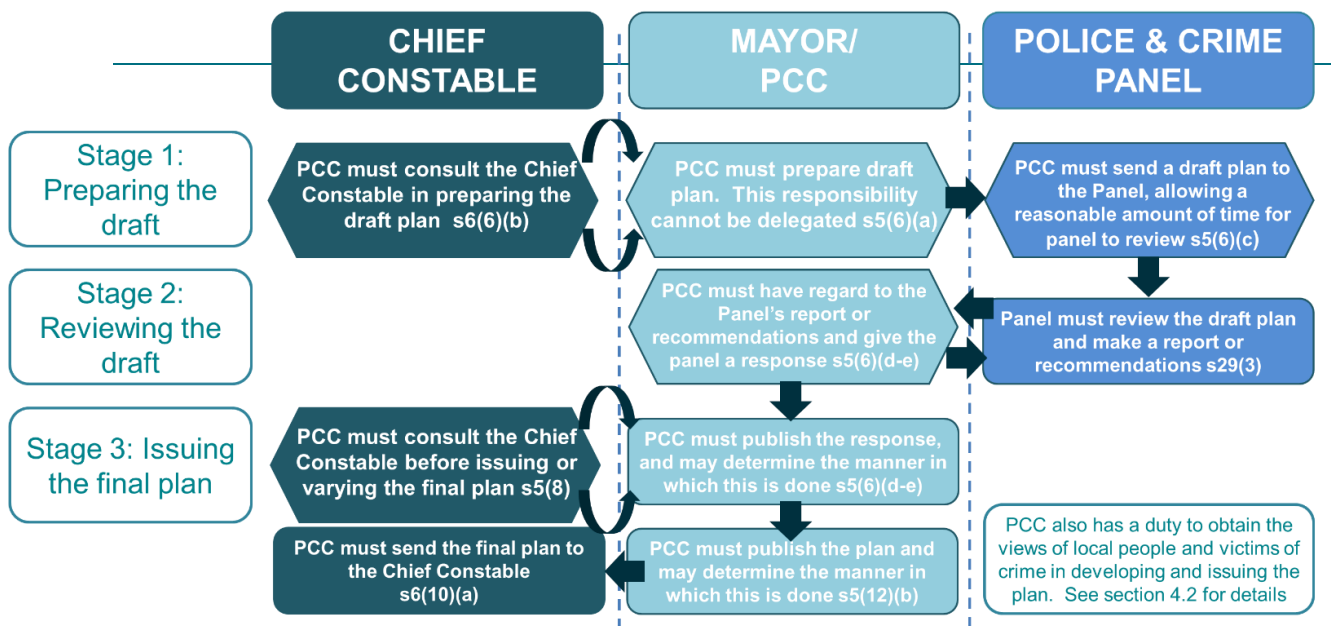 CHIEF
CONSTABLE
MAYOR/
PCC
POLICE & CRIME
PANEL
Stage 1:
Preparing the
draft
PCC must consult the Chief
Constable in preparing the
draft plan  s6(6)(b)
PCC must prepare draft
plan.  This responsibility
cannot be delegated s5(6)(a)
PCC must send a draft plan to
the Panel, allowing a
reasonable amount of time for
panel to review s5(6)(c)
Stage 2:
Reviewing the
draft
PCC must have regard to the
Panel's report or
recommendations and give the
panel a response s5(6)(d-e)
Panel must review the draft plan
and make a report or
recommendations s29(3)
Stage 3: Issuing
the final plan
PCC must consult the Chief
Constable before issuing or
varying the final plan s5(8)
PCC must publish the response,
and may determine the manner in
which this is done s5(6)(d-e)
PCC must send the final plan to
the Chief Constable
s6(10)(a)
PCC must publish the plan and
may determine the manner in
which this is done s5(12)(b)
PCC also has a duty to obtain the
views of local people and victims of
crime in developing and issuing the
plan.  See section 4.2 for details